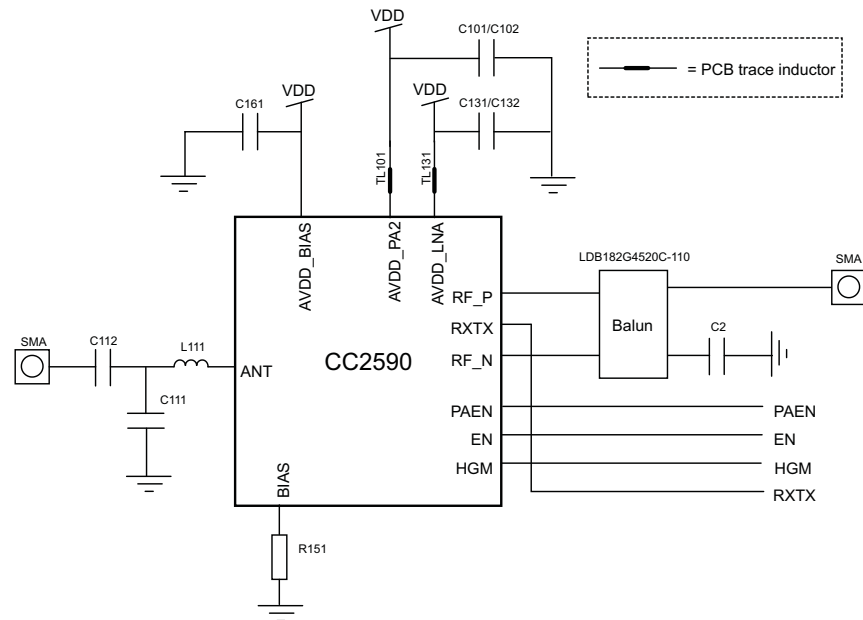 VDD
C101/C102
= PCB trace inductor
VDD
VDD
C161
C131/C132
TL101
TL131
AVDD_BIAS
AVDD_PA2
AVDD_LNA
LDB182G4520C-110
SMA
RF_P
RXTX
Balun
C2
RF_N
SMA
C112
L111
ANT
CC2590
C111
PAEN
PAEN
EN
EN
HGM
HGM
BIAS
RXTX
R151